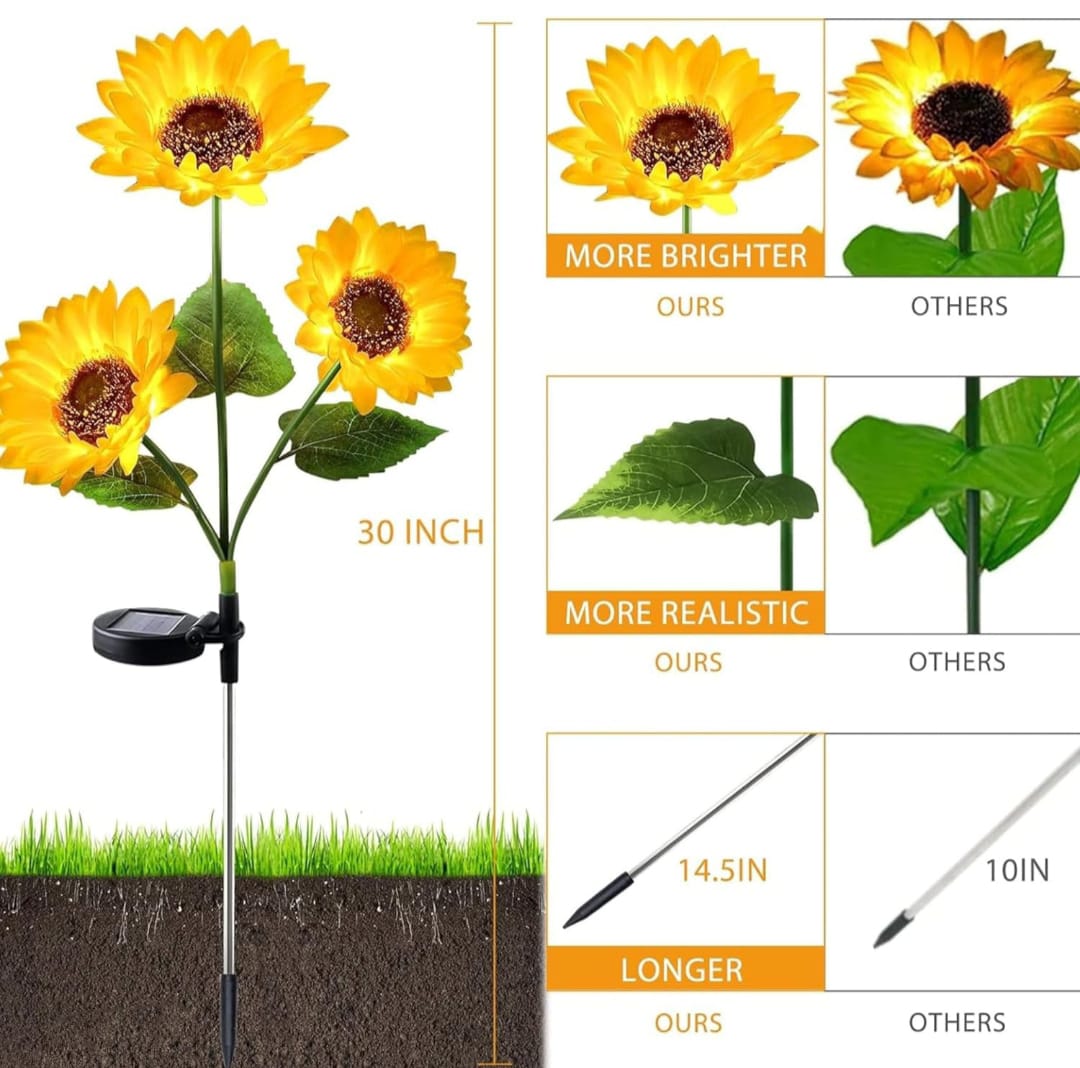 MORE BRIGHTER
OURS
OTHERS
30 INCH
MORE REALISTIC
OURS
OTHERS
14.5IN
10IN
LONGER
OURS
OTHERS